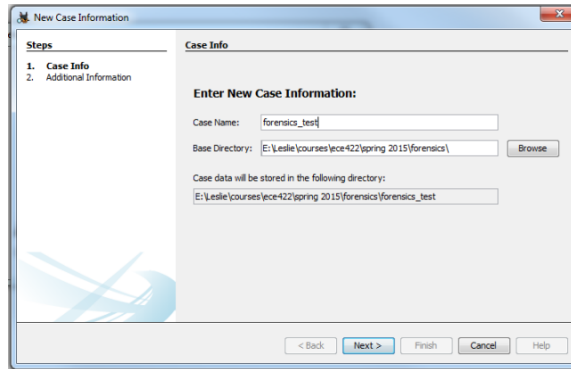 New Case Information
Steps
1. Case Info
2. Additional Information
Case Info
Enter New Case Information:
Case Name: forensics_test
Base Directory: E:\Leslie\courses\ece422\spring 2015\forensics\ Browse
Case data will be stored in the following directory:
E:\Leslie\courses\ece422\spring 2015\forensics\forensics_test
< Back Next > Finish Cancel Help